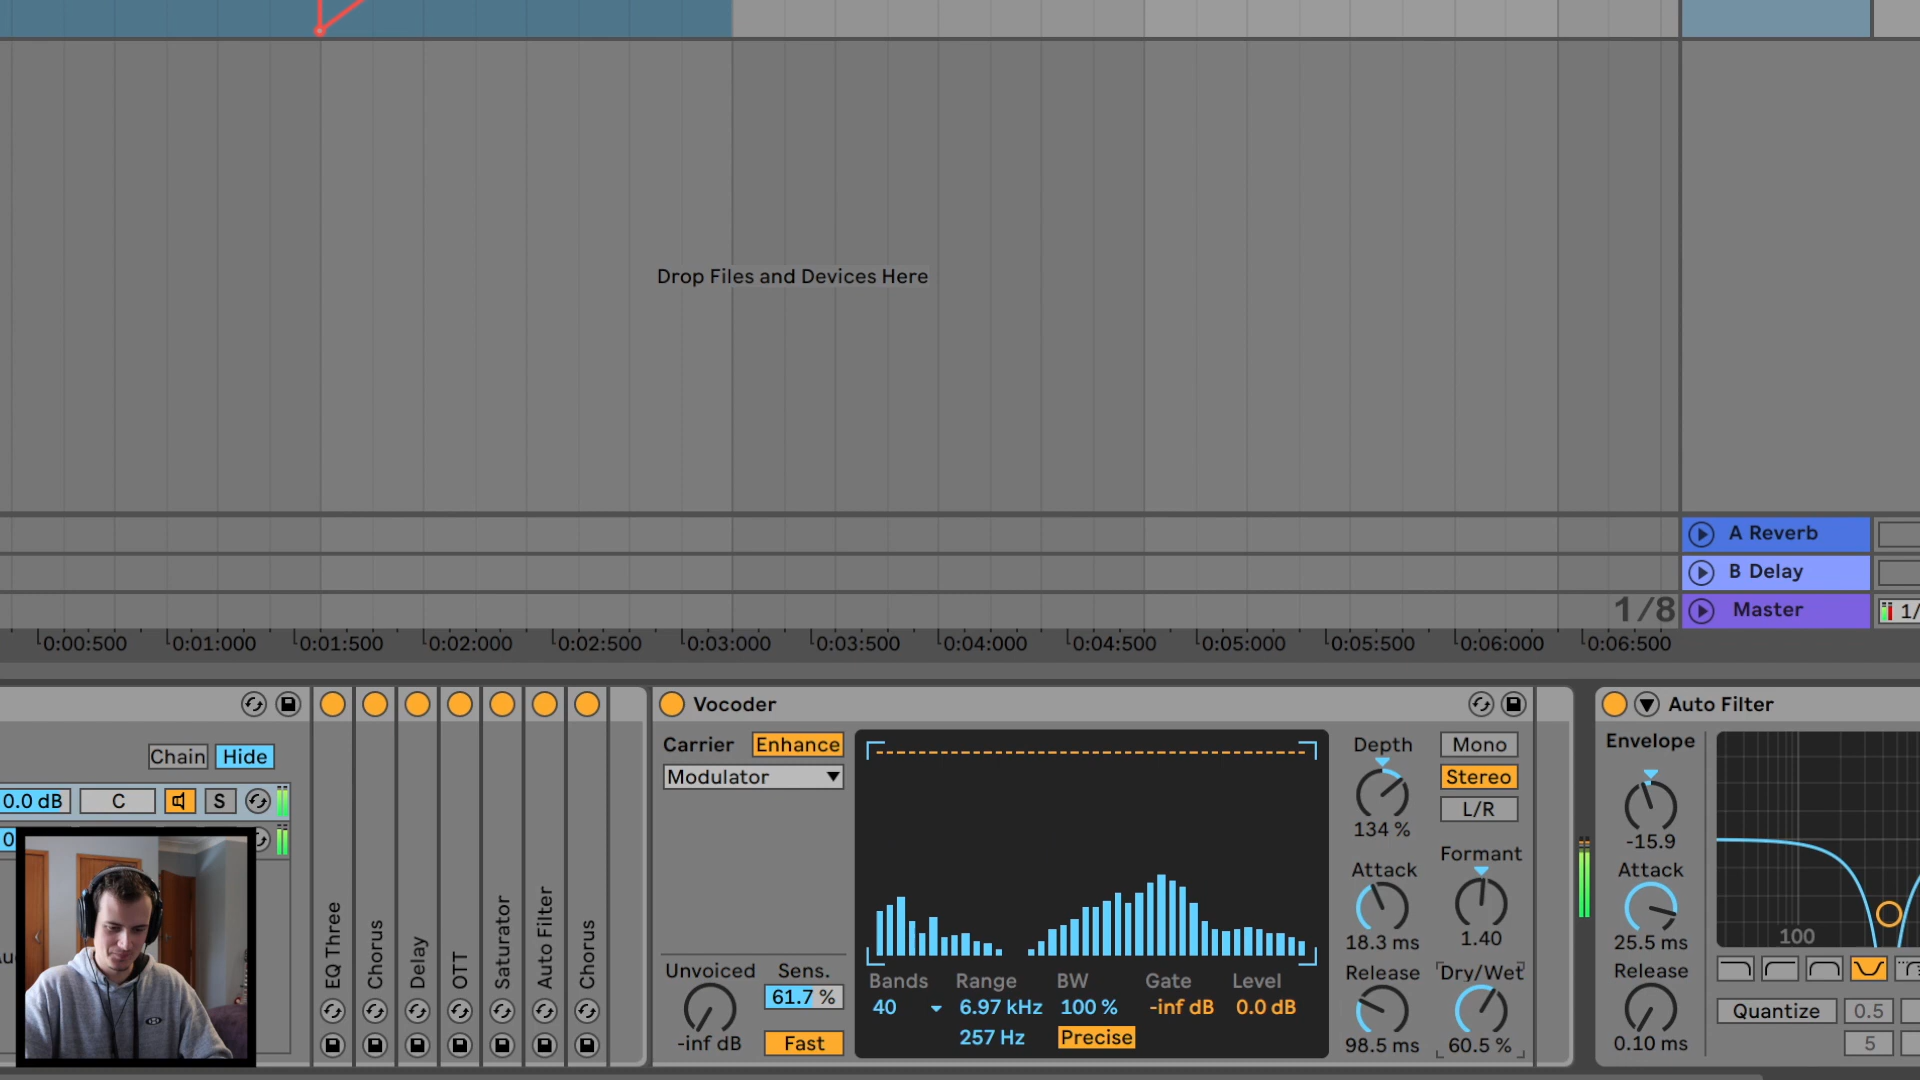 Drop Files and Devices Here
A Reverb
B Delay
1/8
Master
1/
0:00:500
0:01:000
0:01:500
0:02:000
0:02:500
0:03:000
0:03:500
0:04:000
0:04:500
0:05:000
0:05:500
0:06:000
0:06:500
Chain
Hide
0.0 dB
C
S
0
EQ Three
Chorus
Delay
OTT
Saturator
Auto Filter
Chorus
Vocoder
Carrier
Enhance
Modulator
Unvoiced
Sens.
61.7 %
-inf dB
Fast
Bands
Range
BW
Gate
Level
40
6.97 kHz
100 %
-inf dB
0.0 dB
257 Hz
Precise
Depth
134 %
Mono
Stereo
L/R
Attack
18.3 ms
Formant
1.40
Release
98.5 ms
Dry/Wet
60.5 %
Auto Filter
Envelope
-15.9
Attack
25.5 ms
Release
0.10 ms
100
Quantize
0.5
5